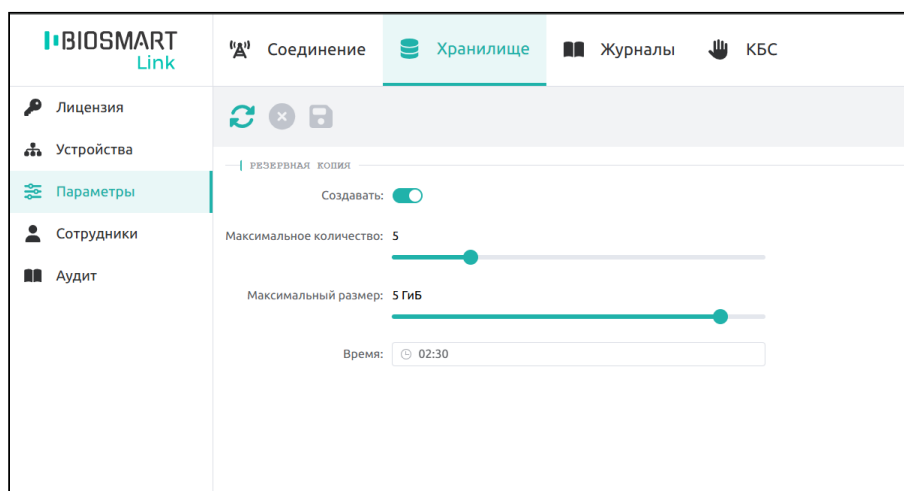 BIOSMART
Link
Соединение
Хранилище
Журналы
КБС
Лицензия
Устройства
Параметры
Сотрудники
Аудит
РЕЗЕРВНАЯ КОПИЯ
Создавать:
Максимальное количество: 5
Максимальный размер: 5 ГиБ
Время: 02:30